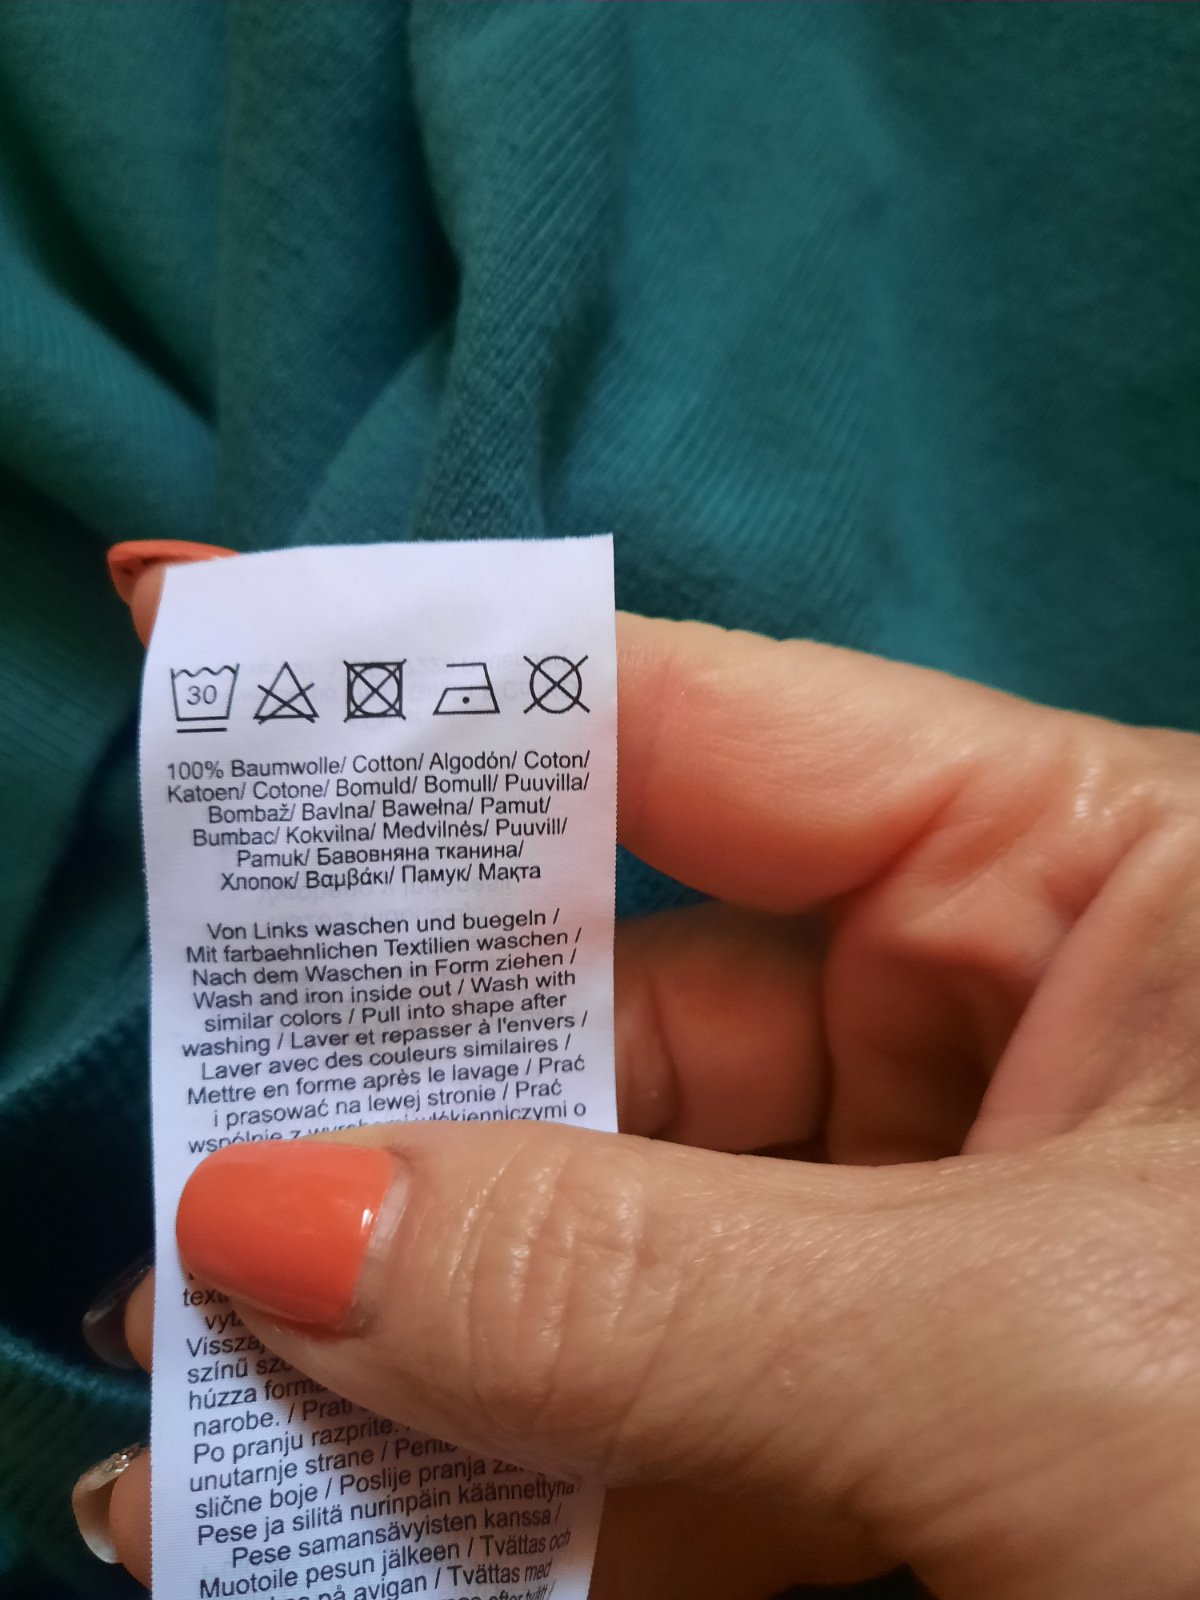 30
100% Baumwolle/ Cotton/ Algodón/ Coton/
Katoen/ Cotone/ Bomuld/ Bomull/ Puuvilla/
Bombaž/ Bavlna/ Bawełna/ Pamut/
Bumbac/ Kokvilna/ Medvilnės/ Puuvill/
Pamuk/ Бавовняна тканина/
Хлопок/ Βαμβάκι/ Памук/ Мақта
Von Links waschen und buegeln /
Mit farbaehnlichen Textilien waschen /
Nach dem Waschen in Form ziehen /
Wash and iron inside out / Wash with
similar colors / Pull into shape after
washing / Laver et repasser à l'envers /
Laver avec des couleurs similaires /
Mettre en forme après le lavage / Prać
i prasować na lewej stronie / Prać
wspólnie z wyrobami włókienniczymi o
színű
húzza
narobe. / Prati
Po pranju razprite.
unutarnje strane /
slične boje / Poslije pranja
Pese ja silitä nurinpäin käännettynä/
Pese samansävyisten kanssa /
Muotoile pesun jälkeen / Tvättas och
på avigan / Tvättas med